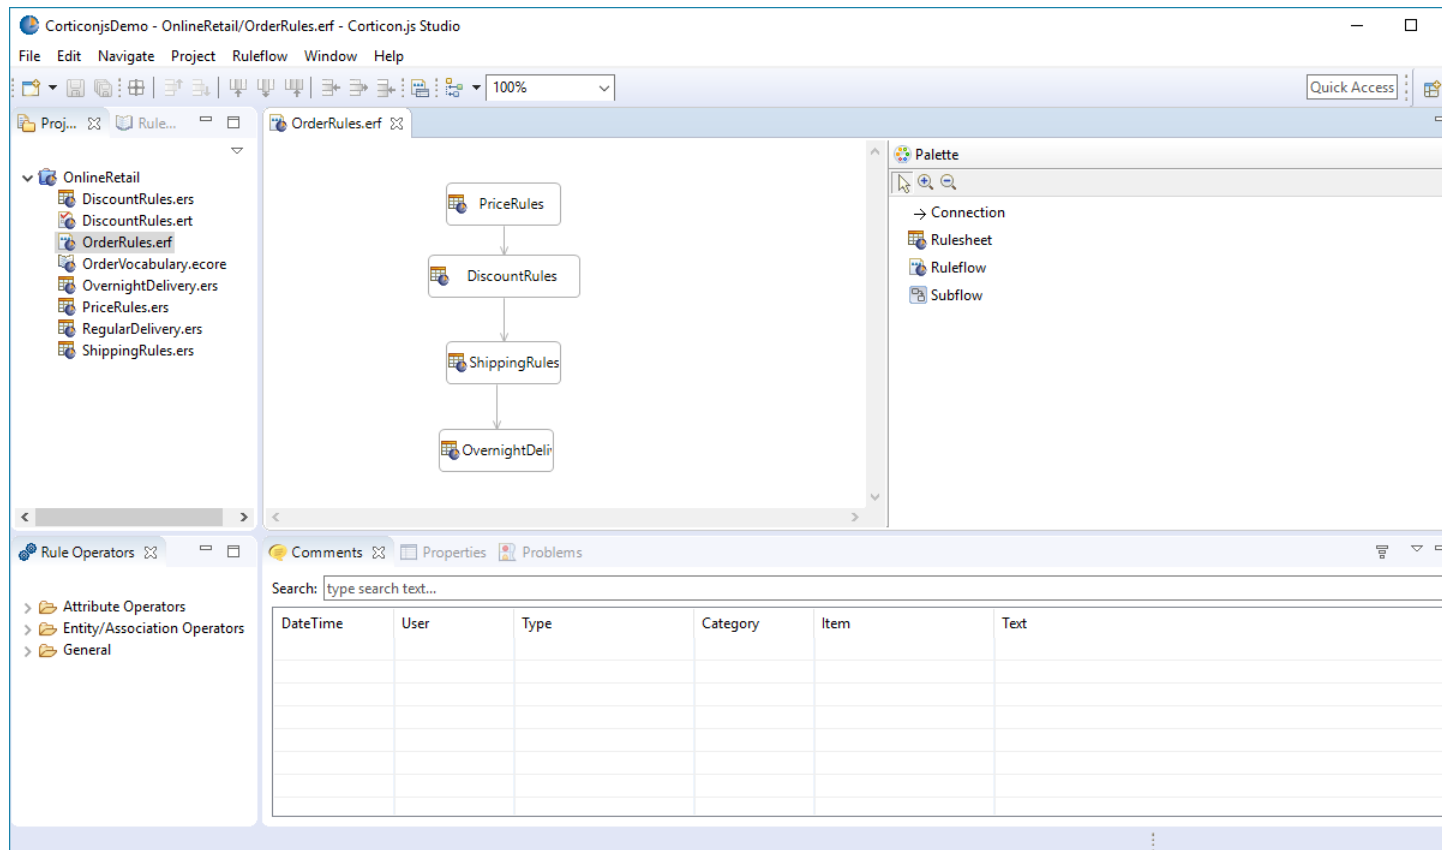 CorticonjsDemo - OnlineRetail/OrderRules.erf - Corticon.js Studio
File Edit Navigate Project Ruleflow Window Help
100%
Quick Access
Proj...
Rule...
OrderRules.erf
OnlineRetail
DiscountRules.ers
DiscountRules.ert
OrderRules.erf
OrderVocabulary.ecore
OvernightDelivery.ers
PriceRules.ers
RegularDelivery.ers
ShippingRules.ers
PriceRules
DiscountRules
ShippingRules
OvernightDeli
Palette
Connection
Rulesheet
Ruleflow
Subflow
Rule Operators
Attribute Operators
Entity/Association Operators
General
Comments Properties Problems
Search: type search text...
DateTime User Type Category Item Text